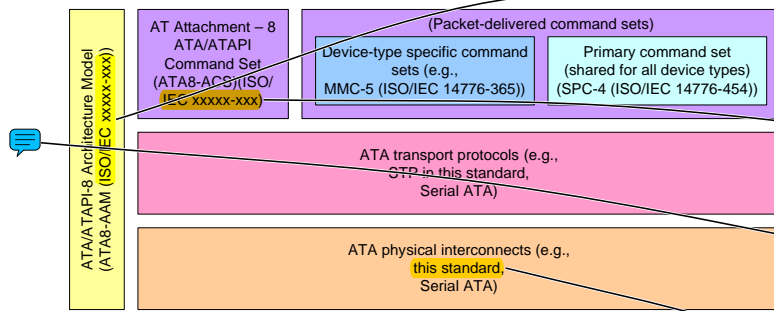 ATA/ATAPI-8 Architecture Model
(ATA8-AAM (ISO/IEC xxxxx-xxx)
AT Attachment – 8
ATA/ATAPI
Command Set
(ATA8-ACS)(ISO/
IEC xxxxx-xxx)
(Packet-delivered command sets)
Device-type specific command
sets (e.g.,
MMC-5 (ISO/IEC 14776-365))
Primary command set
(shared for all device types)
(SPC-4 (ISO/IEC 14776-454))
ATA transport protocols (e.g.,
STP in this standard,
Serial ATA)
ATA physical interconnects (e.g.,
this standard,
Serial ATA)